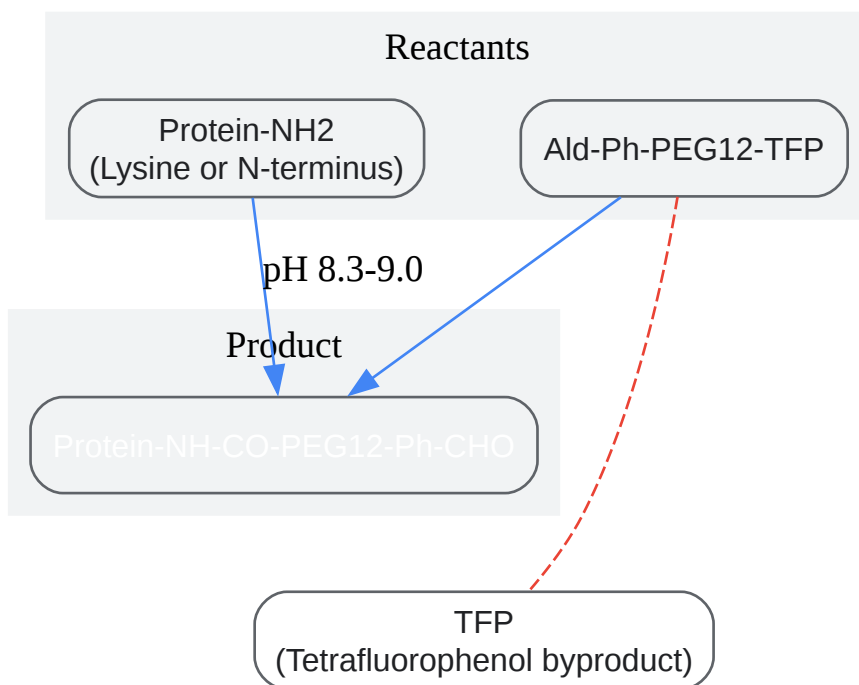 Reactants
Protein-NH2
(Lysine or N-terminus)
Ald-Ph-PEG12-TFP
pH 8.3-9.0
Product
Protein-NH-CO-PEG12-Ph-CHO
TFP
(Tetrafluorophenol byproduct)